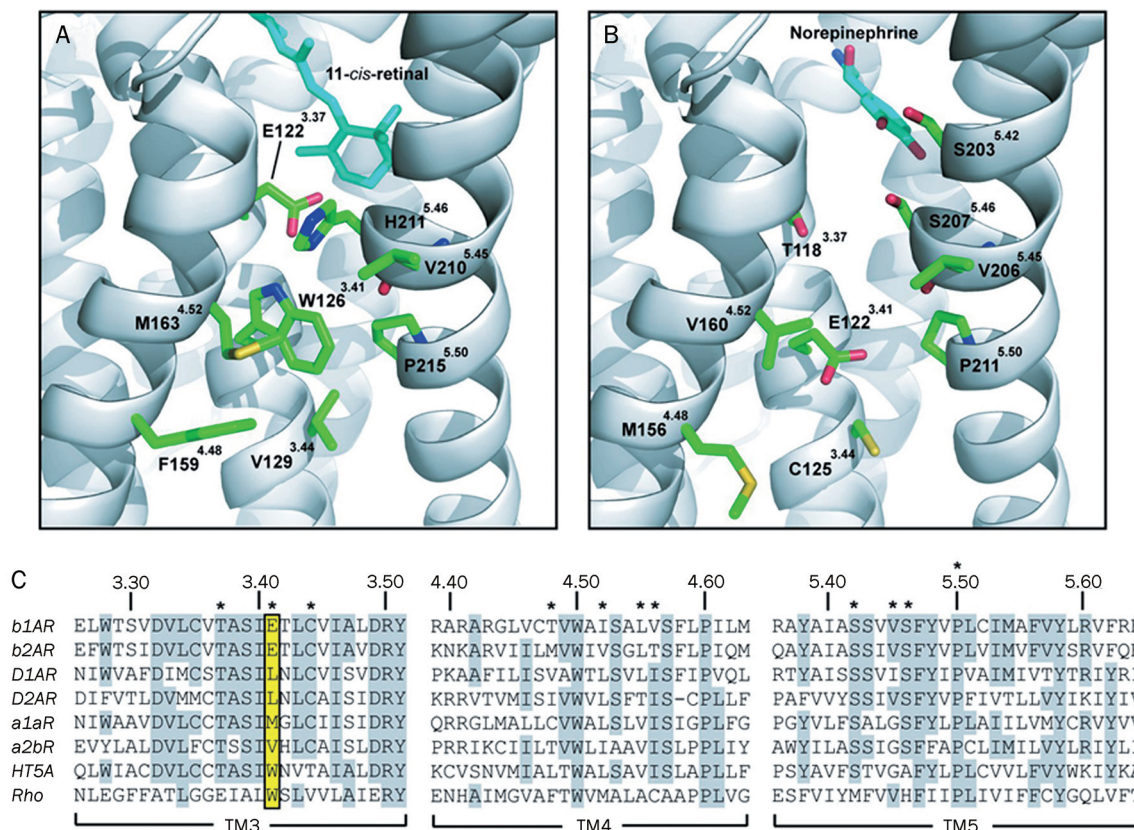 A
11-cis-retinal
E122 3.37
H211 5.46
V210 5.45
W126 3.41
M163 4.52
P215 5.50
F159 4.48
V129 3.44
B
Norepinephrine
S203 5.42
S207 5.46
T118 3.37
V206 5.45
V160 4.52
E122 3.41
P211 5.50
M156 4.48
C125 3.44
C
3.30 3.40 3.50 4.40 4.50 4.60 5.40 5.50 5.60
* * * * * * * * * * *
b1AR ELWTSVDVLCVTASIETLCVIALDRY RARARGLVCTVWAISALVSFLPILM RAYAIASSVVSFYVPLCIMAFVYLRVFR
b2AR EFWTSIDVLCVTASIETLCVIAVDRY KNKARVIILMVWIVSGLTSFLPIQM QAYAIASSIVSFYVPLVIMVFVYSRVFQ
D1AR NIWVAFDIMCSTASILNLCVISVDRY PKAAFILISVAWTLSVLISFIPVQL RTYAISSSVISFYIPVAIMIVTYTRIYR
D2AR DIFVTLDVMMCTASILNLCAISIDRY KRRVTVMISIVWVLSFTIS-CPLLF PAFVVYSSIVSFYVPFIVTLLVYIKIYI
a1aR NIWAAVDVLCCTASIMGLCIISIDRY QRRGLMALLCVWALSLVISIGPLFG PGYVLFSALGSFYLPLAIILVMYCRVYV
a2bR EVYLALDVLFCTSSIVHLCAISLDRY PRRIKCIILTVWLIAAVISLPPLIY AWYILASSIGSFFAPCLIMILVYLRIYL
HT5A QLWIACDVLCCTASIWNVTAIALDRY KCVSNVMIALTWALSAVISLAPLLF PSYAVFSTVGAFYLPLCVVLFVYWKIYK
Rho NLEGFFATLGGEIALWSLVVLAIERY ENHAIMGVAFTWVMALACAAPPLVG ESFVIYMFVVHFIIPLIVIFFCYGQLVF
TM3 TM4 TM5